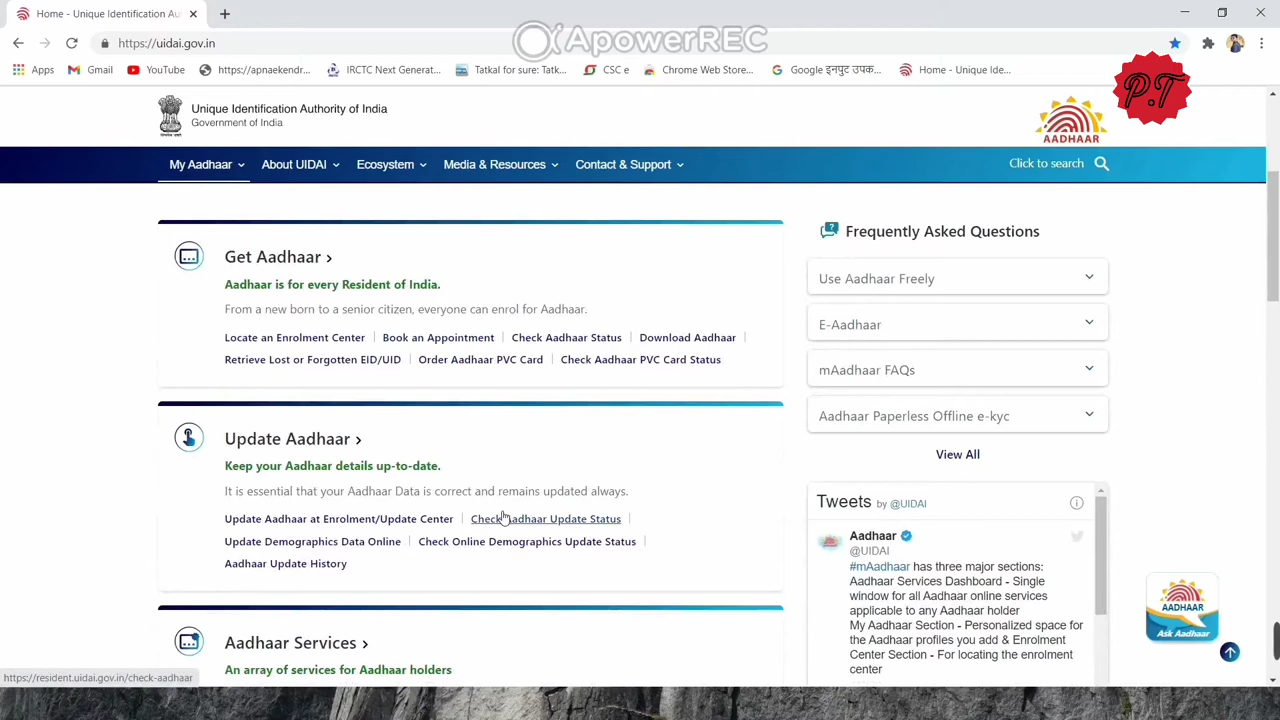 Home - Unique Identification Au
ApowerREC
https://uidai.gov.in
Apps
Gmail
YouTube
https://apnaekendr...
IRCTC Next Generat...
Tatkal for sure: Tatk...
CSC e
Chrome Web Store...
Google इनपुट उपक...
Home - Unique Ide...
P.T
Unique Identification Authority of India
Government of India
AADHAAR
My Aadhaar
About UIDAI
Ecosystem
Media & Resources
Contact & Support
Click to search
Get Aadhaar ›
Aadhaar is for every Resident of India.
From a new born to a senior citizen, everyone can enrol for Aadhaar.
Locate an Enrolment Center | Book an Appointment | Check Aadhaar Status | Download Aadhaar |
Retrieve Lost or Forgotten EID/UID | Order Aadhaar PVC Card | Check Aadhaar PVC Card Status
Update Aadhaar ›
Keep your Aadhaar details up-to-date.
It is essential that your Aadhaar Data is correct and remains updated always.
Update Aadhaar at Enrolment/Update Center | Check Aadhaar Update Status |
Update Demographics Data Online | Check Online Demographics Update Status |
Aadhaar Update History
Aadhaar Services ›
An array of services for Aadhaar holders
Frequently Asked Questions
Use Aadhaar Freely
E-Aadhaar
mAadhaar FAQs
Aadhaar Paperless Offline e-kyc
View All
Tweets by @UIDAI
Aadhaar
@UIDAI
#mAadhaar has three major sections:
Aadhaar Services Dashboard - Single
window for all Aadhaar online services
applicable to any Aadhaar holder
My Aadhaar Section - Personalized space for
the Aadhaar profiles you add & Enrolment
Center Section - For locating the enrolment
center
AADHAAR
Ask Aadhaar
https://resident.uidai.gov.in/check-aadhaar